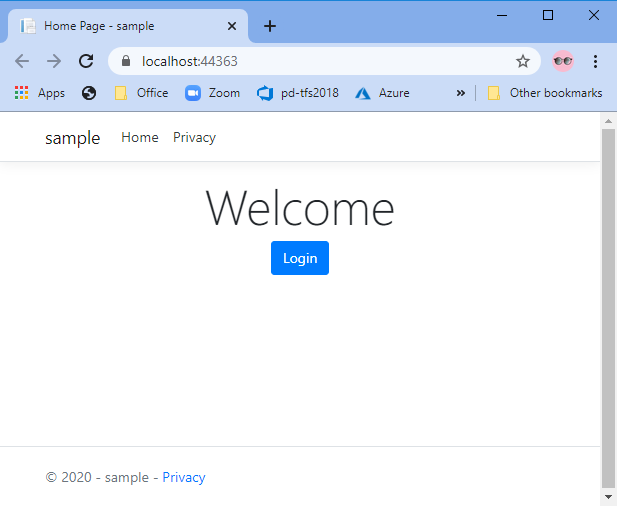 Home Page - sample
localhost:44363
Apps Office Zoom pd-tfs2018 Azure » Other bookmarks
sample Home Privacy
Welcome
Login
© 2020 - sample - Privacy